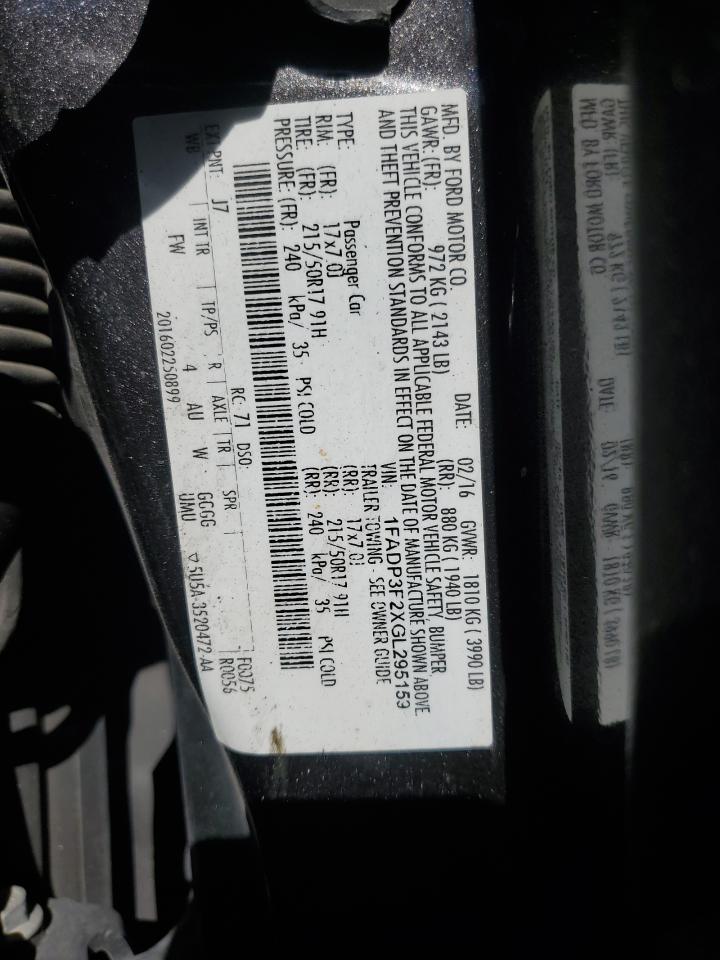 MFD. BY FORD MOTOR CO. DATE: 02/16 GVWR: 1810 KG ( 3990 LB)
GAWR: (FR): 972 KG ( 2143 LB) (RR): 880 KG ( 1940 LB)
THIS VEHICLE CONFORMS TO ALL APPLICABLE FEDERAL MOTOR VEHICLE SAFETY, BUMPER,
AND THEFT PREVENTION STANDARDS IN EFFECT ON THE DATE OF MANUFACTURE SHOWN ABOVE.
VIN: 1FADP3F2XGL295159
TYPE: Passenger Car TRAILER TOWING - SEE OWNER GUIDE
RIM: (FR): 17x7.0J (RR): 17x7.0J
TIRE: (FR): 215/50R17 91H (RR): 215/50R17 91H
PRESSURE: (FR): 240 kPa/ 35 PSI COLD (RR): 240 kPa/ 35 PSI COLD
RC: 71 DSO: F0075
R0056
EXT PNT: J7 INT TR TP/PS R AXLE TR SPR
WB FW 4 AU W GCGG ▽ 5U5A-3520472-AA
201602250899 UMU